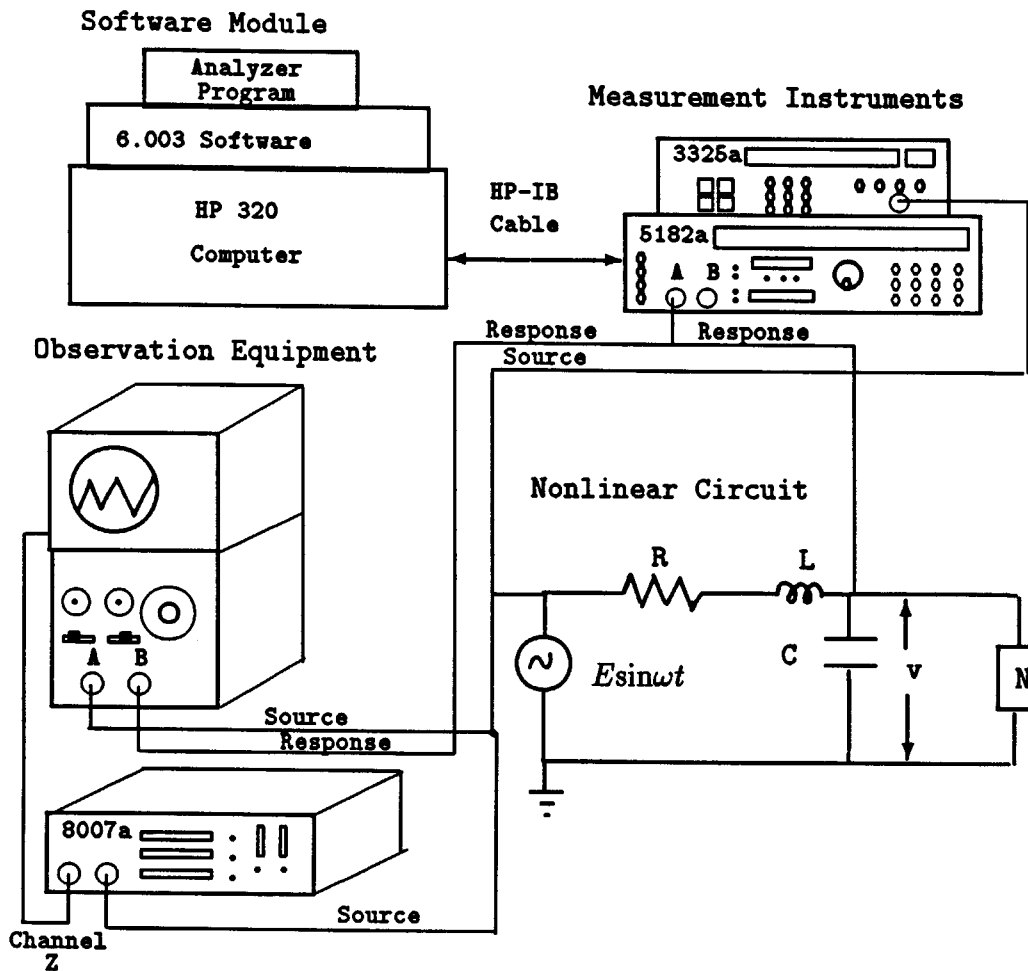 Software Module
Analyzer
Program
6.003 Software
HP 320
Computer
HP-IB
Cable
Measurement Instruments
3325a
5182a
A B
Response
Response
Source
Observation Equipment
A B
Source
Response
8007a
Source
Channel
Z
Nonlinear Circuit
R
L
C
v
N
Esinωt